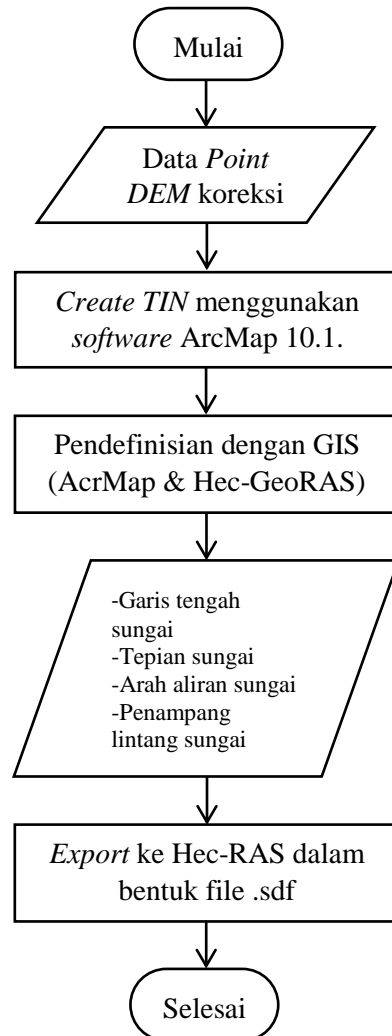 Mulai
Data Point
DEM koreksi
Create TIN menggunakan
software ArcMap 10.1.
Pendefinisian dengan GIS
(AcrMap & Hec-GeoRAS)
-Garis tengah
sungai
-Tepian sungai
-Arah aliran sungai
-Penampang
lintang sungai
Export ke Hec-RAS dalam
bentuk file .sdf
Selesai